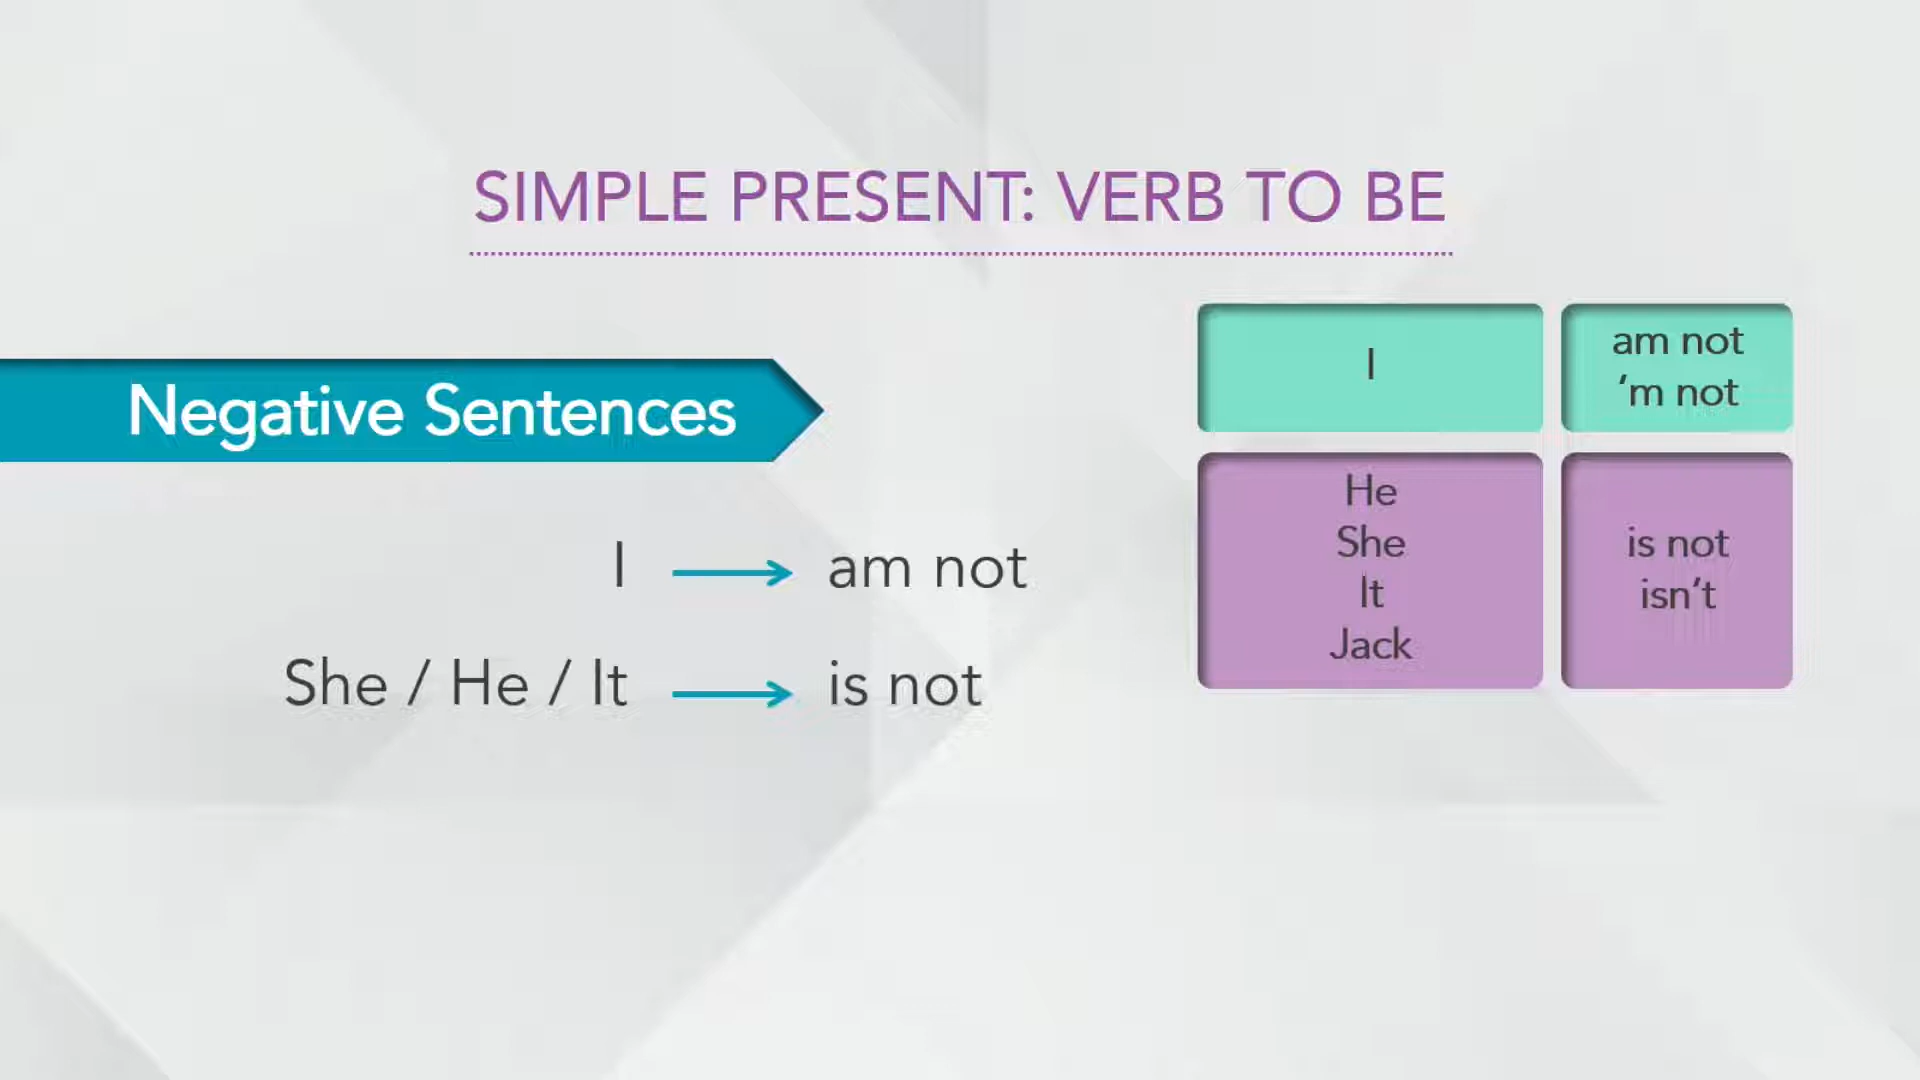 SIMPLE PRESENT: VERB TO BE
Negative Sentences
I → am not
She / He / It → is not
I
am not
‘m not
He
She
It
Jack
is not
isn’t